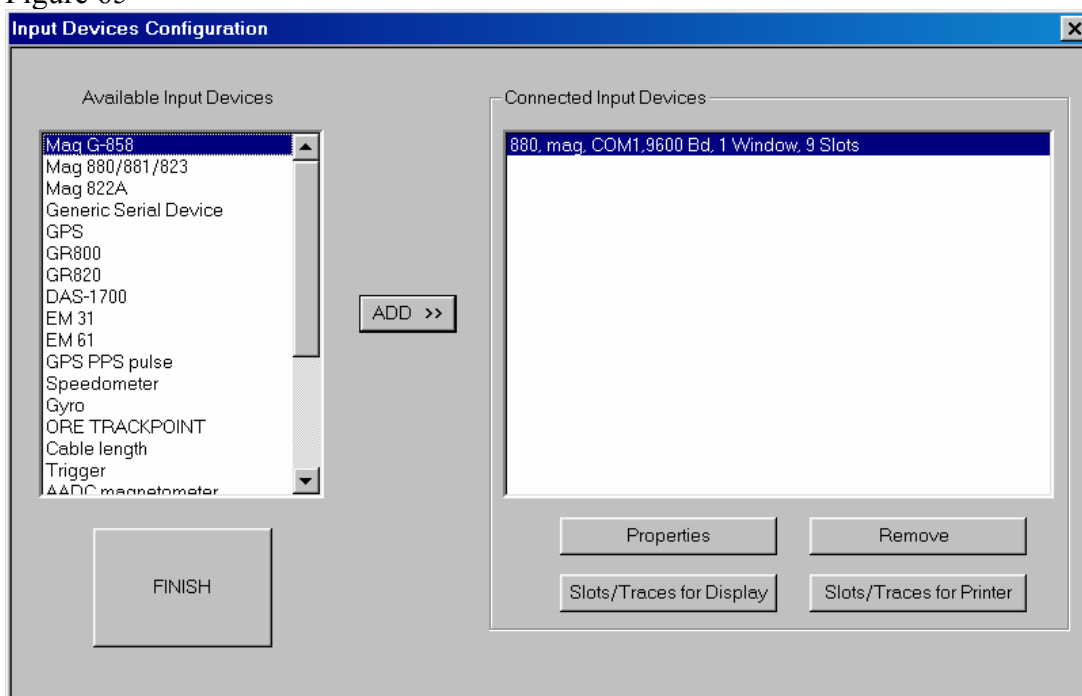 Input Devices Configuration
Available Input Devices
Mag G-858
Mag 880/881/823
Mag 822A
Generic Serial Device
GPS
GR800
GR820
DAS-1700
EM 31
EM 61
GPS PPS pulse
Speedometer
Gyro
ORE TRACKPOINT
Cable length
Trigger
AADC magnetometer
ADD >>
FINISH
Connected Input Devices
880, mag, COM1,9600 Bd, 1 Window, 9 Slots
Properties
Remove
Slots/Traces for Display
Slots/Traces for Printer